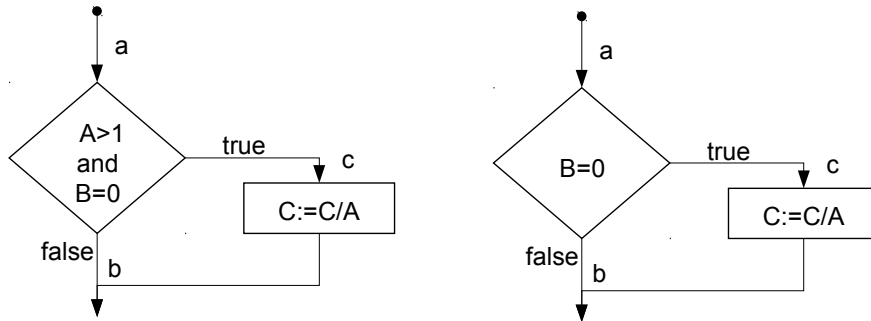 a
A>1
and
B=0
true
c
C:=C/A
false
b
a
B=0
true
c
C:=C/A
false
b